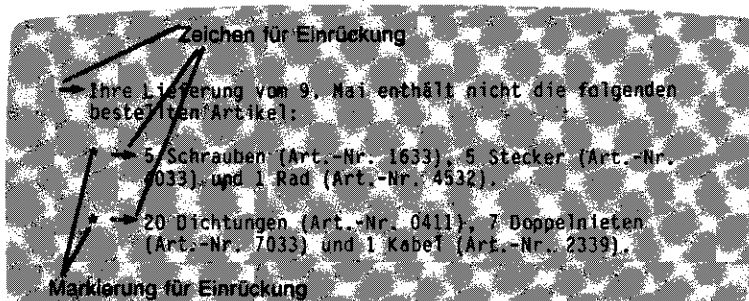 Zeichen für Einrückung
Ihre Lieferung vom 9. Mai enthält nicht die folgenden
bestellten Artikel:
* 5 Schrauben (Art.-Nr. 1633), 5 Stecker (Art.-Nr.
und 1 Rad (Art.-Nr. 4532).
* 20 Dichtungen (Art.-Nr. 0411), 7 Doppelnieten
(Art.-Nr. 7033) und 1 Kabel (Art.-Nr. 2339).
Markierung für Einrückung